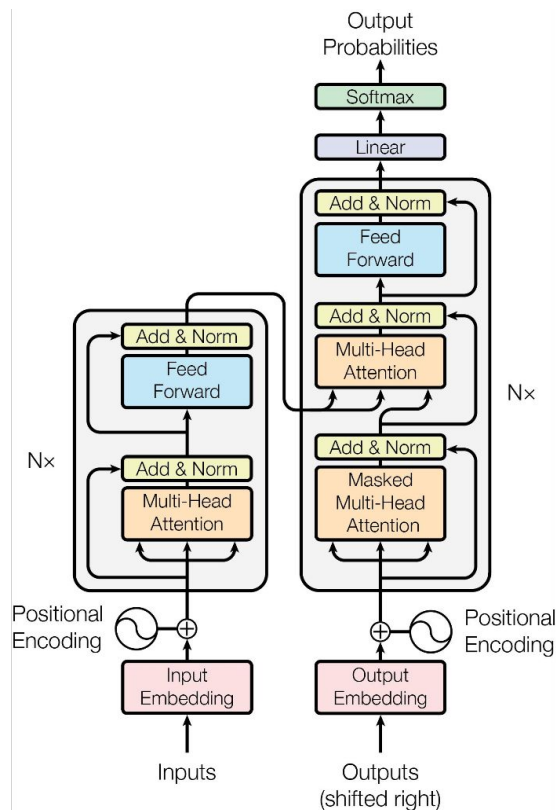 Output
Probabilities
Softmax
Linear
Add & Norm
Feed
Forward
Add & Norm
Multi-Head
Attention
Add & Norm
Masked
Multi-Head
Attention
N×
Add & Norm
Feed
Forward
Add & Norm
Multi-Head
Attention
N×
Positional
Encoding
Positional
Encoding
Input
Embedding
Output
Embedding
Inputs
Outputs
(shifted right)